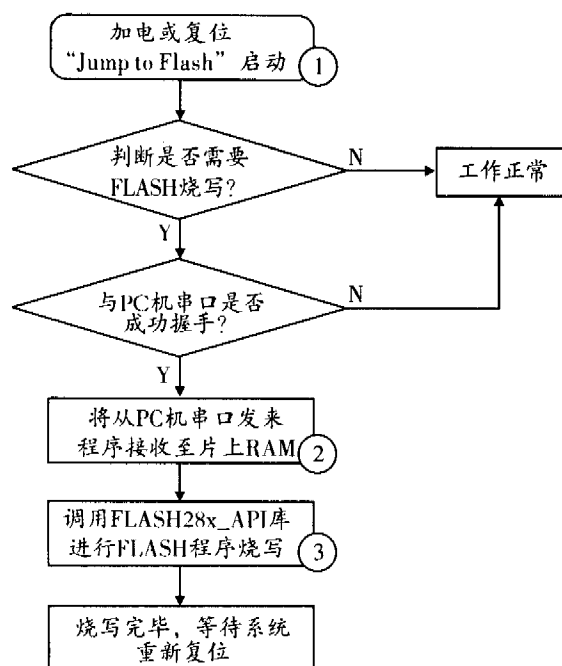 加电或复位
“Jump to Flash”启动
1
判断是否需要
FLASH烧写?
N
工作正常
Y
与PC机串口是否
成功握手?
N
Y
将从PC机串口发来
程序接收至片上RAM
2
调用FLASH28x_API库
进行FLASH程序烧写
3
烧写完毕，等待系统
重新复位